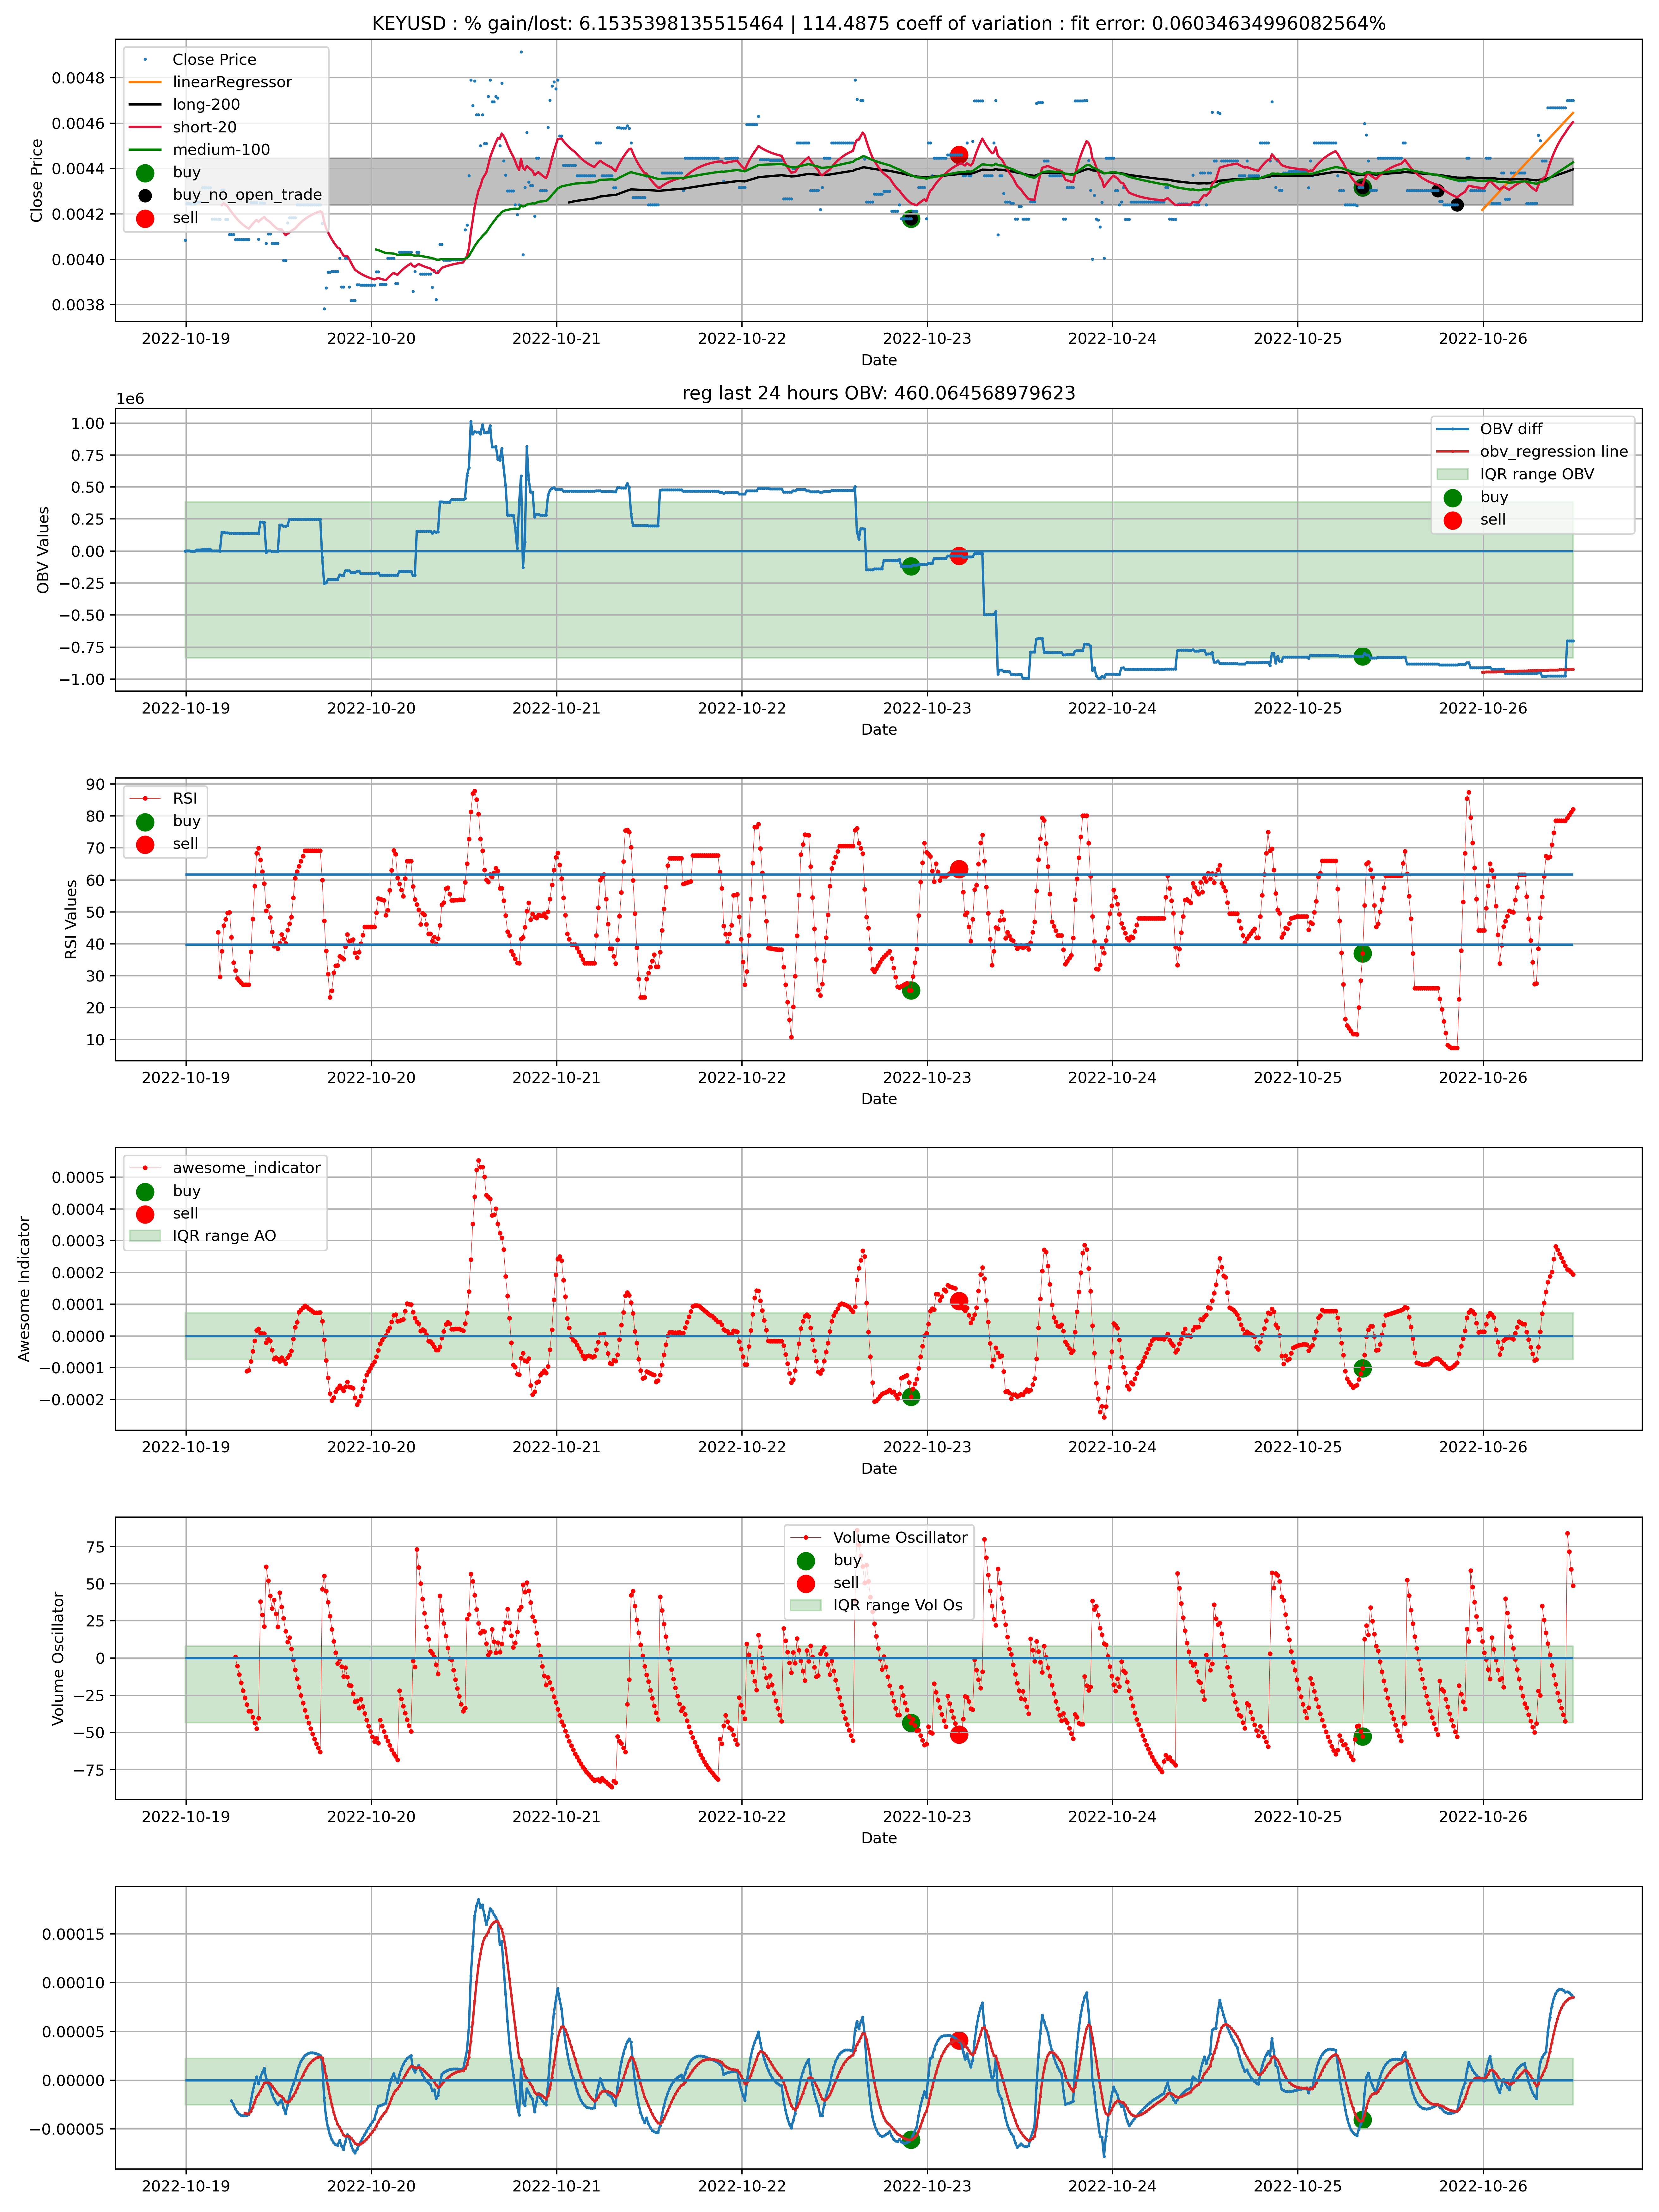 KEYUSD : % gain/lost: 6.1535398135515464 | 114.4875 coeff of variation : fit error: 0.06034634996082564%
Close Price
linearRegressor
long-200
short-20
medium-100
buy
buy_no_open_trade
sell
Close Price
0.0048
0.0046
0.0044
0.0042
0.0040
0.0038
2022-10-19 2022-10-20 2022-10-21 2022-10-22 2022-10-23 2022-10-24 2022-10-25 2022-10-26
Date
reg last 24 hours OBV: 460.064568979623
1e6
OBV diff
obv_regression line
IQR range OBV
buy
sell
OBV Values
1.00
0.75
0.50
0.25
0.00
−0.25
−0.50
−0.75
−1.00
2022-10-19 2022-10-20 2022-10-21 2022-10-22 2022-10-23 2022-10-24 2022-10-25 2022-10-26
Date
RSI
buy
sell
RSI Values
90
80
70
60
50
40
30
20
10
2022-10-19 2022-10-20 2022-10-21 2022-10-22 2022-10-23 2022-10-24 2022-10-25 2022-10-26
Date
awesome_indicator
buy
sell
IQR range AO
Awesome Indicator
0.0005
0.0004
0.0003
0.0002
0.0001
0.0000
−0.0001
−0.0002
2022-10-19 2022-10-20 2022-10-21 2022-10-22 2022-10-23 2022-10-24 2022-10-25 2022-10-26
Date
Volume Oscillator
buy
sell
IQR range Vol Os
Volume Oscillator
75
50
25
0
−25
−50
−75
2022-10-19 2022-10-20 2022-10-21 2022-10-22 2022-10-23 2022-10-24 2022-10-25 2022-10-26
Date
0.00015
0.00010
0.00005
0.00000
−0.00005
2022-10-19 2022-10-20 2022-10-21 2022-10-22 2022-10-23 2022-10-24 2022-10-25 2022-10-26